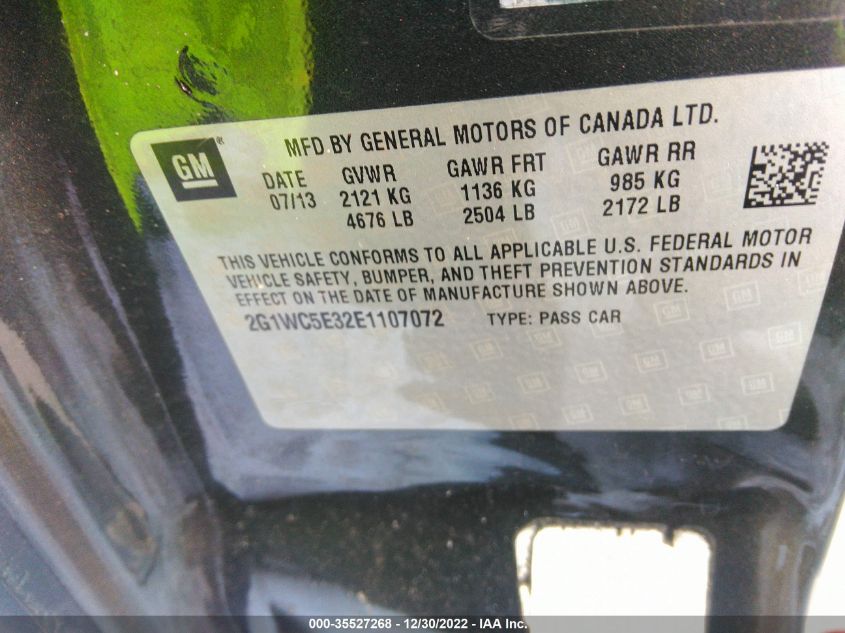 GM
MFD BY GENERAL MOTORS OF CANADA LTD.
DATE GVWR GAWR FRT GAWR RR
07/13 2121 KG 1136 KG 985 KG
4676 LB 2504 LB 2172 LB
THIS VEHICLE CONFORMS TO ALL APPLICABLE U.S. FEDERAL MOTOR
VEHICLE SAFETY, BUMPER, AND THEFT PREVENTION STANDARDS IN
EFFECT ON THE DATE OF MANUFACTURE SHOWN ABOVE.
2G1WC5E32E1107072 TYPE: PASS CAR
000-35527268 - 12/30/2022 - IAA Inc.